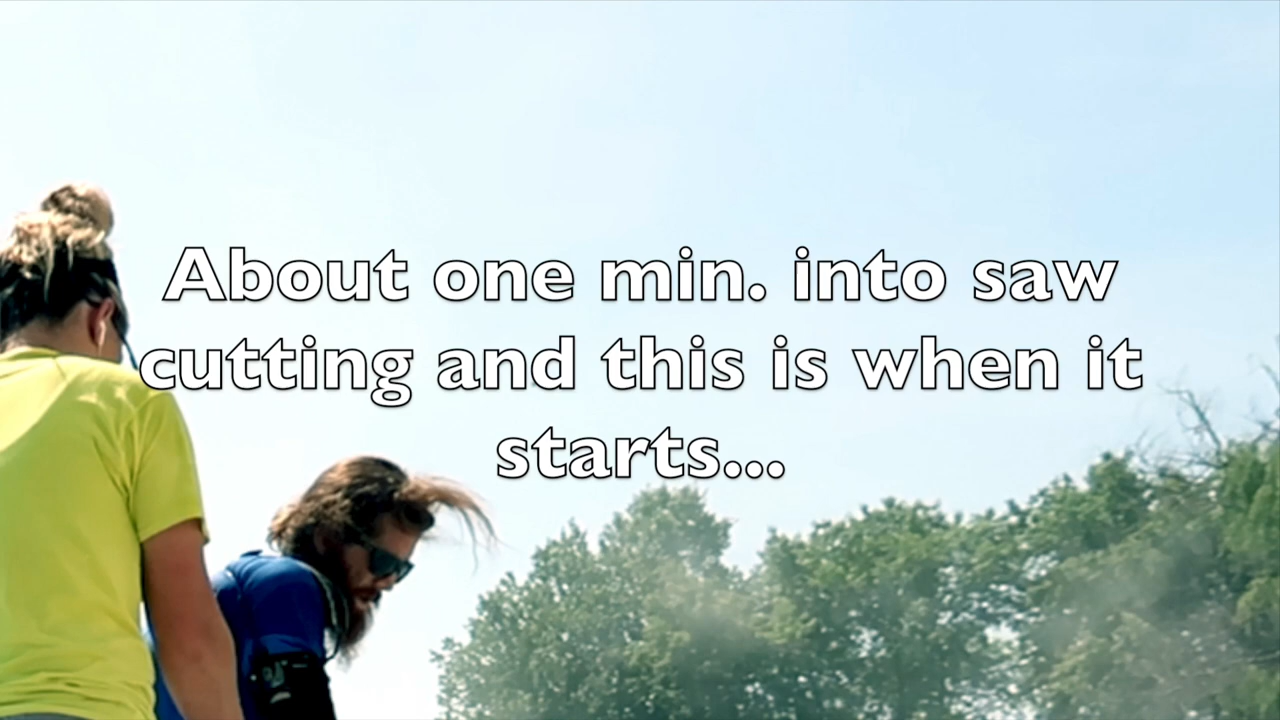 About one min. into saw
cutting and this is when it
starts...